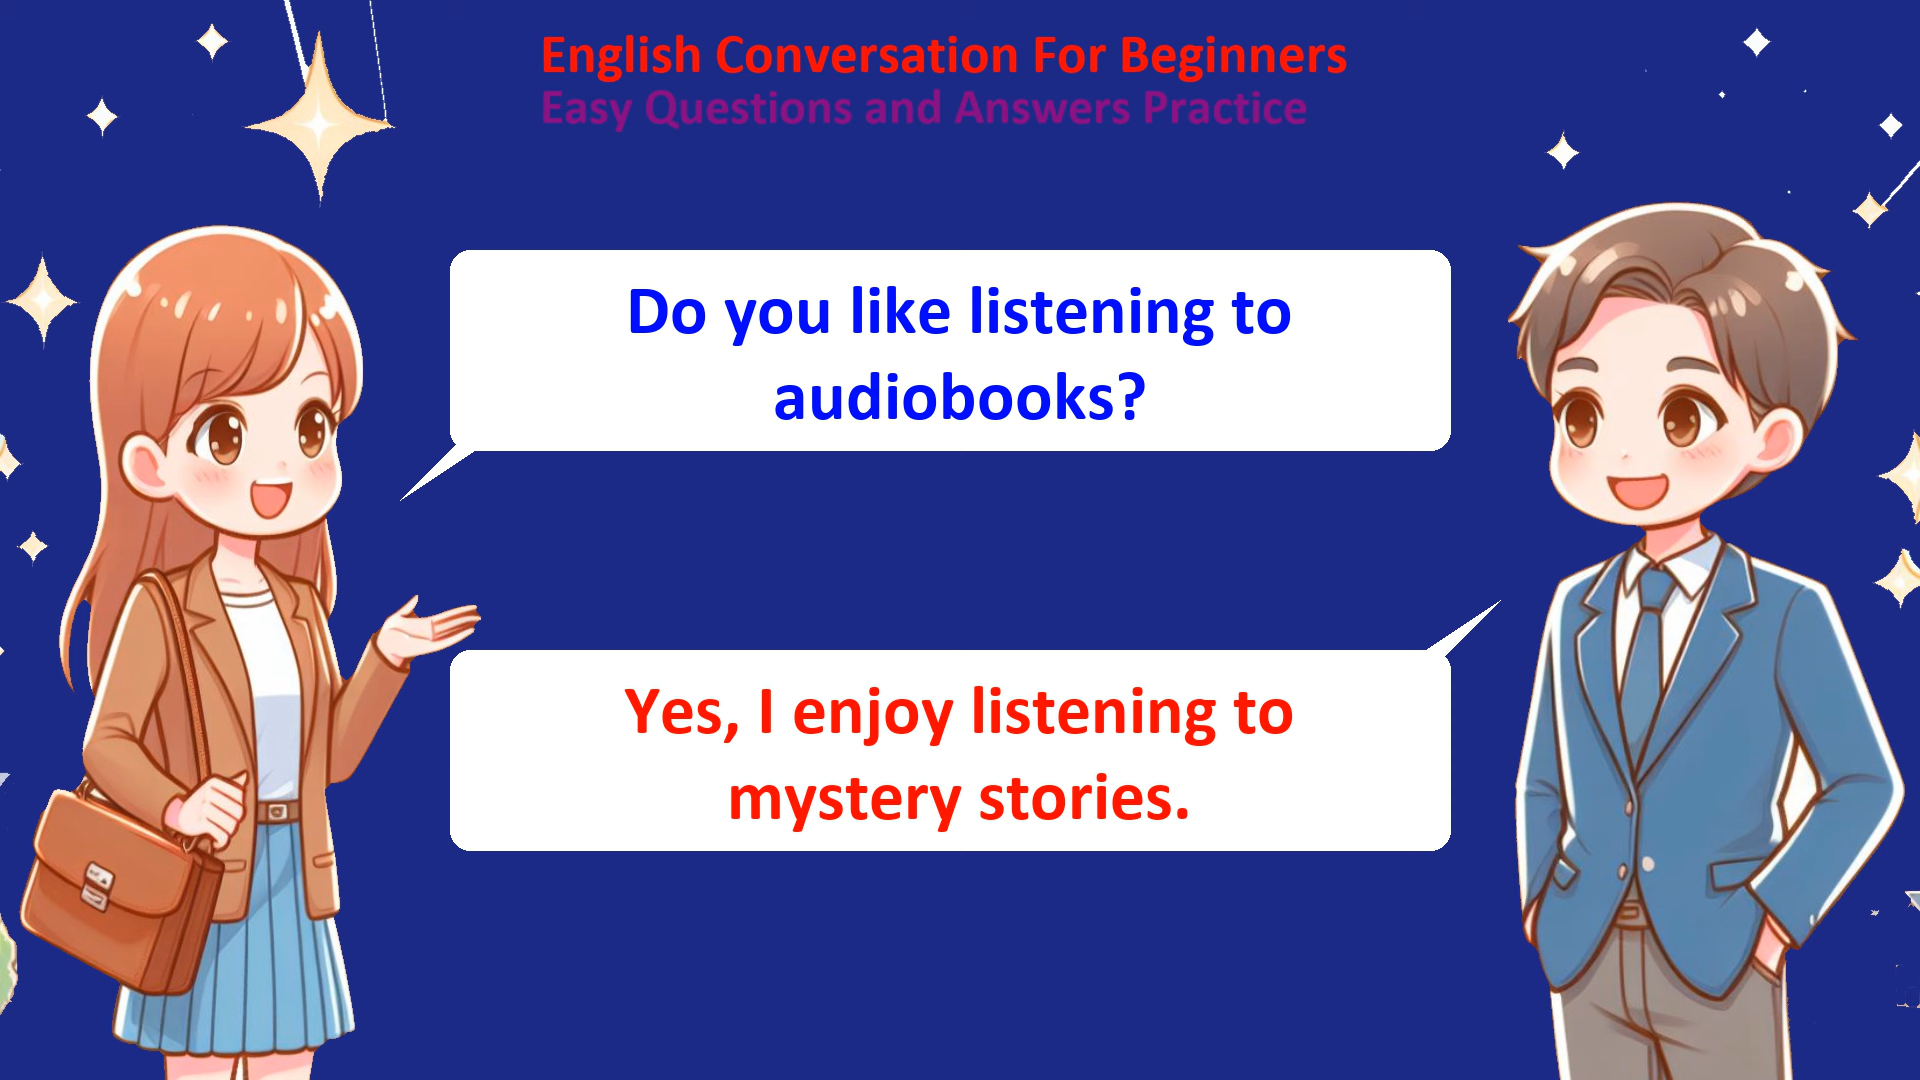 English Conversation For Beginners
Easy Questions and Answers Practice
Do you like listening to
audiobooks?
Yes, I enjoy listening to
mystery stories.